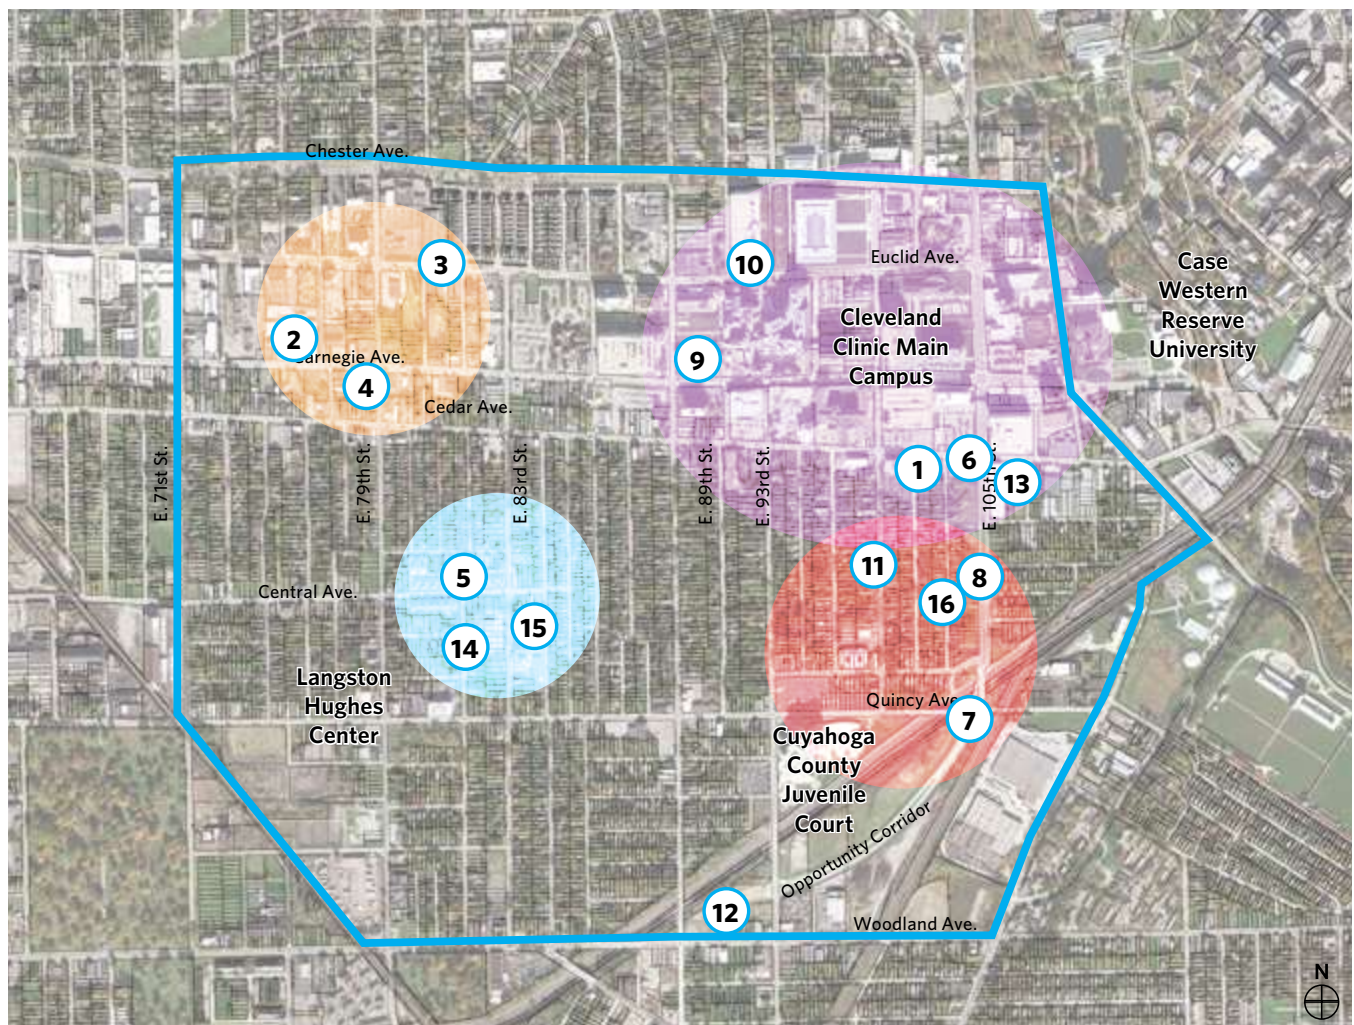 Chester Ave.
3
10
Euclid Ave.
Case
Western
Reserve
University
2
Carnegie Ave.
4
Cedar Ave.
9
Cleveland
Clinic Main
Campus
E. 71st St.
E. 79th St.
E. 83rd St.
E. 89th St.
E. 93rd St.
1
6
E. 105th St.
13
5
Central Ave.
15
14
11
8
16
Langston
Hughes
Center
Quincy Ave.
7
Cuyahoga
County
Juvenile
Court
Opportunity Corridor
12
Woodland Ave.
N